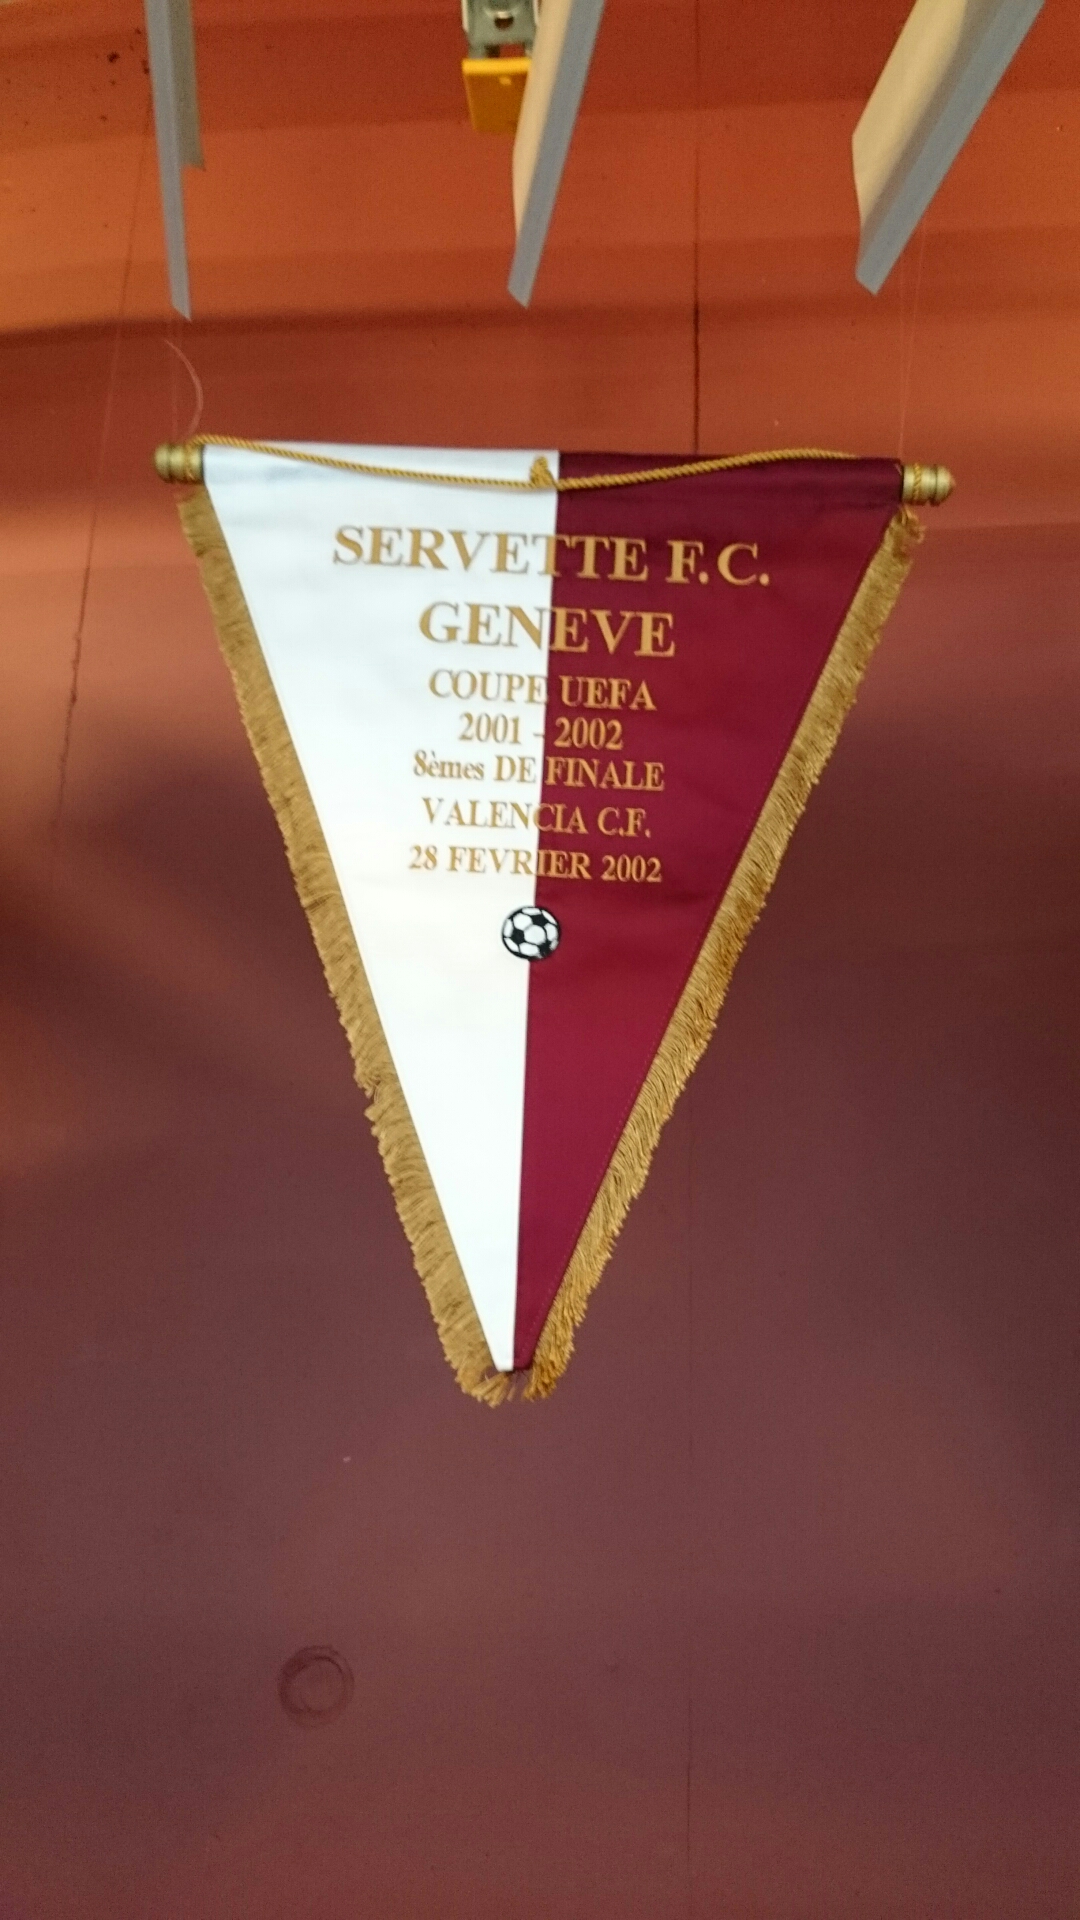 SERVETTE F.C.
GENEVE
COUPE UEFA
2001 - 2002
8èmes DE FINALE
VALENCIA C.F.
28 FEVRIER 2002